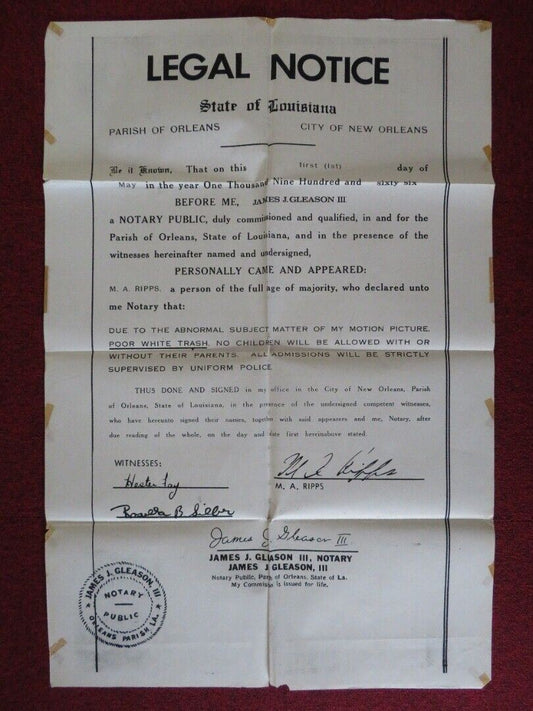 LEGAL NOTICE
State of Louisiana
PARISH OF ORLEANS CITY OF NEW ORLEANS
Be it Known, That on this first (1st) day of
May in the year One Thousand Nine Hundred and sixty six
BEFORE ME, JAMES J. GLEASON III
a NOTARY PUBLIC, duly commissioned and qualified, in and for the
Parish of Orleans, State of Louisiana, and in the presence of the
witnesses hereinafter named and undersigned,
PERSONALLY CAME AND APPEARED:
M. A. RIPPS, a person of the full age of majority, who declared unto
me Notary that:
DUE TO THE ABNORMAL SUBJECT MATTER OF MY MOTION PICTURE,
POOR WHITE TRASH, NO CHILDREN WILL BE ALLOWED WITH OR
WITHOUT THEIR PARENTS. ALL ADMISSIONS WILL BE STRICTLY
SUPERVISED BY UNIFORM POLICE
THUS DONE AND SIGNED in my office in the City of New Orleans, Parish
of Orleans, State of Louisiana, in the presence of the undersigned competent witnesses,
who have hereunto signed their names, together with said appearers and me, Notary, after
due reading of the whole, on the day and date first hereinabove stated.
WITNESSES:
M A Ripps
M. A. RIPPS
Hester
B. Silber
James J Gleason III
JAMES J. GLEASON III, NOTARY
JAMES J. GLEASON, III
Notary Public, Parish of Orleans, State of La.
My Commission is issued for life.
JAMES J. GLEASON, III
NOTARY
PUBLIC
ORLEANS PARISH LA.